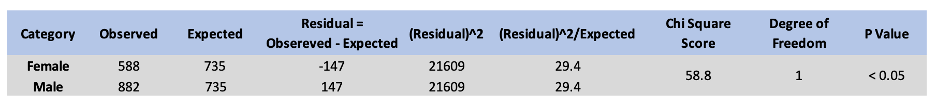 Category Observed Expected Residual = Obsereved - Expected (Residual)^2 (Residual)^2/Expected Chi Square Score Degree of Freedom P Value
Female 588 735 -147 21609 29.4 58.8 1 < 0.05
Male 882 735 147 21609 29.4